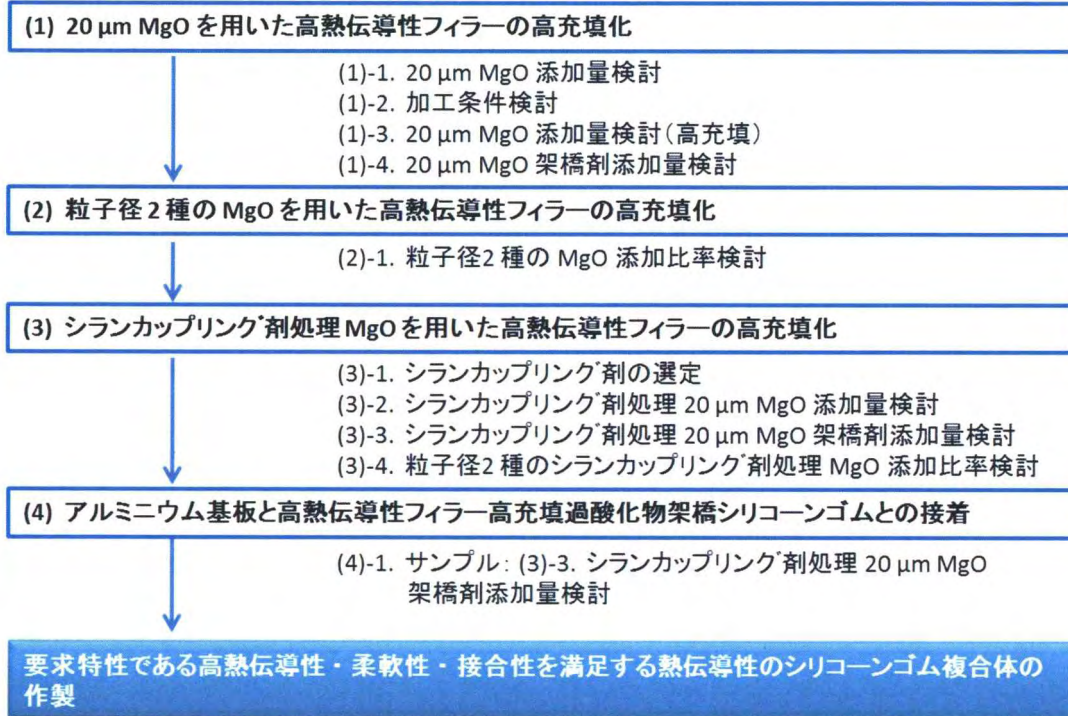 (1) 20 μm MgO を用いた高熱伝導性フィラーの高充填化
(1)-1. 20 μm MgO 添加量検討
(1)-2. 加工条件検討
(1)-3. 20 μm MgO 添加量検討(高充填)
(1)-4. 20 μm MgO 架橋剤添加量検討
(2) 粒子径2種の MgO を用いた高熱伝導性フィラーの高充填化
(2)-1. 粒子径2種の MgO 添加比率検討
(3) シランカップリング剤処理MgOを用いた高熱伝導性フィラーの高充填化
(3)-1. シランカップリング剤の選定
(3)-2. シランカップリング剤処理 20 μm MgO 添加量検討
(3)-3. シランカップリング剤処理 20 μm MgO 架橋剤添加量検討
(3)-4. 粒子径2種のシランカップリング剤処理 MgO 添加比率検討
(4) アルミニウム基板と高熱伝導性フィラー高充填過酸化物架橋シリコーンゴムとの接着
(4)-1. サンプル: (3)-3. シランカップリング剤処理 20 μm MgO
架橋剤添加量検討
要求特性である高熱伝導性・柔軟性・接合性を満足する熱伝導性のシリコーンゴム複合体の
作製